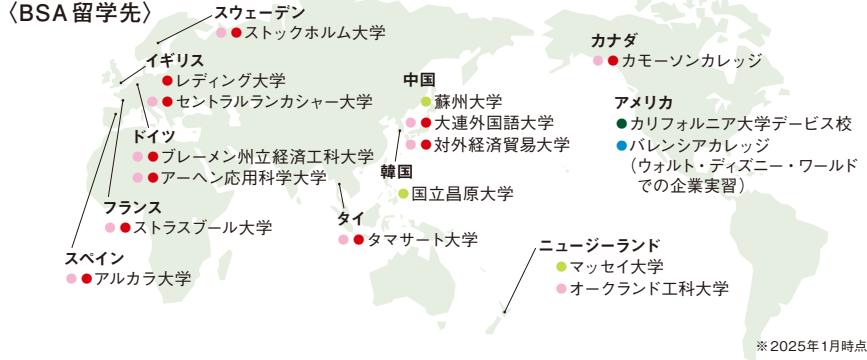 〈BSA 留学先〉
スウェーデン
ストックホルム大学
イギリス
レディング大学
セントラルランカシャー大学
ドイツ
ブレーメン州立経済工科大学
アーヘン応用科学大学
フランス
ストラスブール大学
スペイン
アルカラ大学
中国
蘇州大学
大連外国語大学
対外経済貿易大学
韓国
国立昌原大学
タイ
タマサート大学
カナダ
カモーソンカレッジ
アメリカ
カリフォルニア大学デービス校
バレンシアカレッジ
（ウォルト・ディズニー・ワールド
での企業実習）
ニュージーランド
マッセイ大学
オークランド工科大学
※2025年1月時点